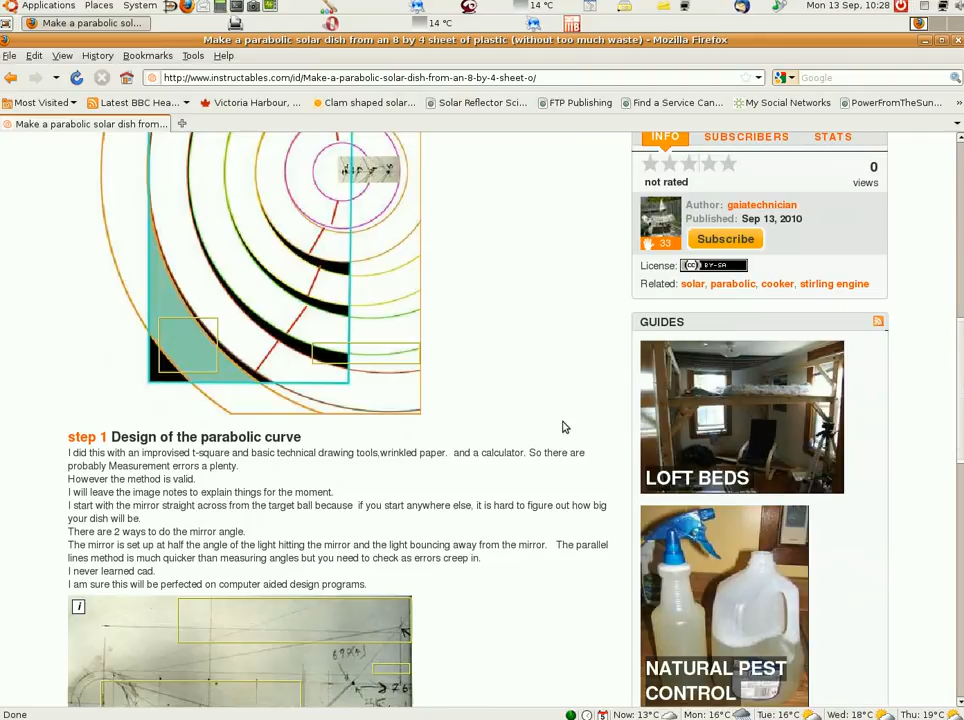 Applications Places System
14 °C
Mon 13 Sep, 10:28
Make a parabolic sol...
14 °C
Make a parabolic solar dish from an 8 by 4 sheet of plastic (without too much waste) - Mozilla Firefox
File Edit View History Bookmarks Tools Help
http://www.instructables.com/id/Make-a-parabolic-solar-dish-from-an-8-by-4-sheet-o/
Google
Most Visited
Latest BBC Hea...
Victoria Harbour, ...
Clam shaped solar...
Solar Reflector Sci...
FTP Publishing
Find a Service Can...
My Social Networks
PowerFromTheSun...
»
Make a parabolic solar dish from...
INFO SUBSCRIBERS STATS
0
not rated views
Author: gaiatechnician
Published: Sep 13, 2010
33
Subscribe
License: (cc) BY-SA
Related: solar, parabolic, cooker, stirling engine
GUIDES
LOFT BEDS
NATURAL PEST
CONTROL
step 1 Design of the parabolic curve
I did this with an improvised t-square and basic technical drawing tools,wrinkled paper. and a calculator. So there are
probably Measurement errors a plenty.
However the method is valid.
I will leave the image notes to explain things for the moment.
I start with the mirror straight across from the target ball because if you start anywhere else, it is hard to figure out how big
your dish will be.
There are 2 ways to do the mirror angle.
The mirror is set up at half the angle of the light hitting the mirror and the light bouncing away from the mirror. The parallel
lines method is much quicker than measuring angles but you need to check as errors creep in.
I never learned cad.
I am sure this will be perfected on computer aided design programs.
i
Done
Now: 13°C
Mon: 16°C
Tue: 16°C
Wed: 18°C
Thu: 19°C